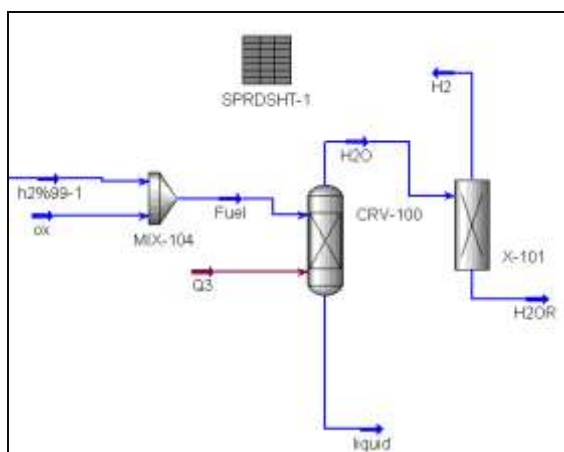 SPRDSHT-1
H2
H2O
h2%99-1
Fuel
CRV-100
ox
MIX-104
X-101
Q3
H2OR
liquid